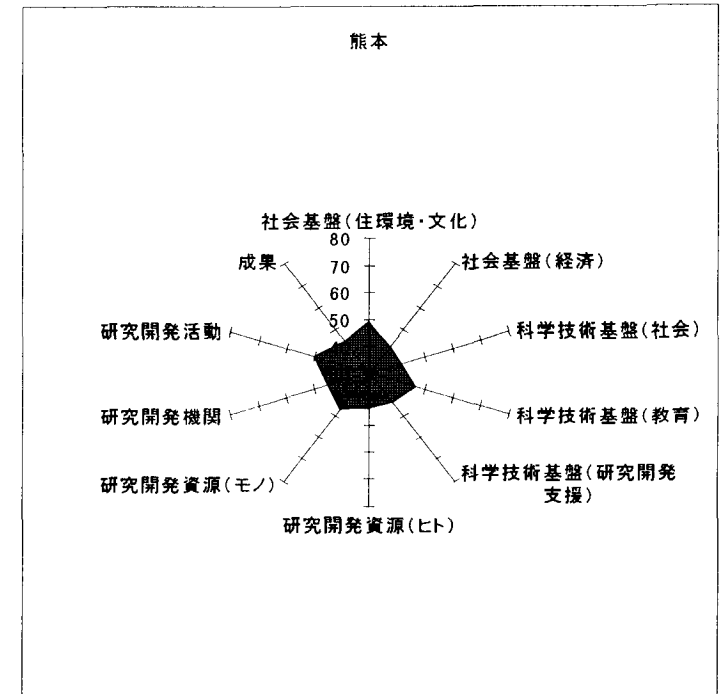 熊本
社会基盤(住環境・文化)
80
70
60
50
社会基盤(経済)
科学技術基盤(社会)
科学技術基盤(教育)
科学技術基盤(研究開発
支援)
研究開発資源(ヒト)
研究開発資源(モノ)
研究開発機関
研究開発活動
成果